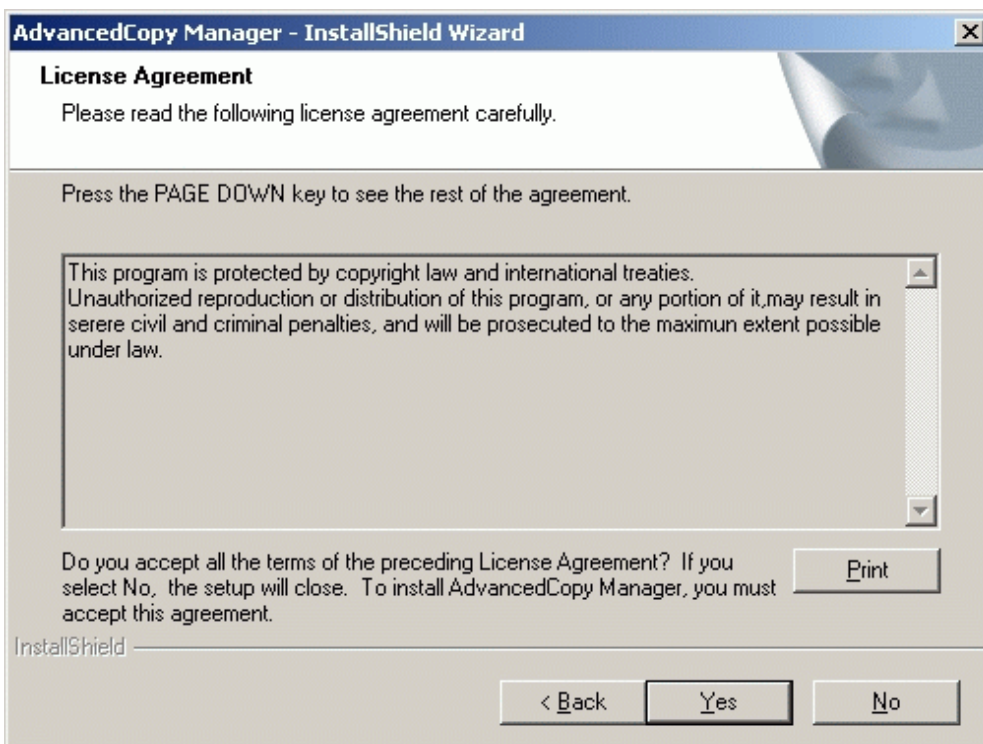 AdvancedCopy Manager - InstallShield Wizard
License Agreement
Please read the following license agreement carefully.
Press the PAGE DOWN key to see the rest of the agreement.
This program is protected by copyright law and international treaties.
Unauthorized reproduction or distribution of this program, or any portion of it,may result in
serere civil and criminal penalties, and will be prosecuted to the maximun extent possible
under law.
Do you accept all the terms of the preceding License Agreement?  If you
select No,  the setup will close.  To install AdvancedCopy Manager, you must
accept this agreement.
Print
InstallShield
< Back
Yes
No